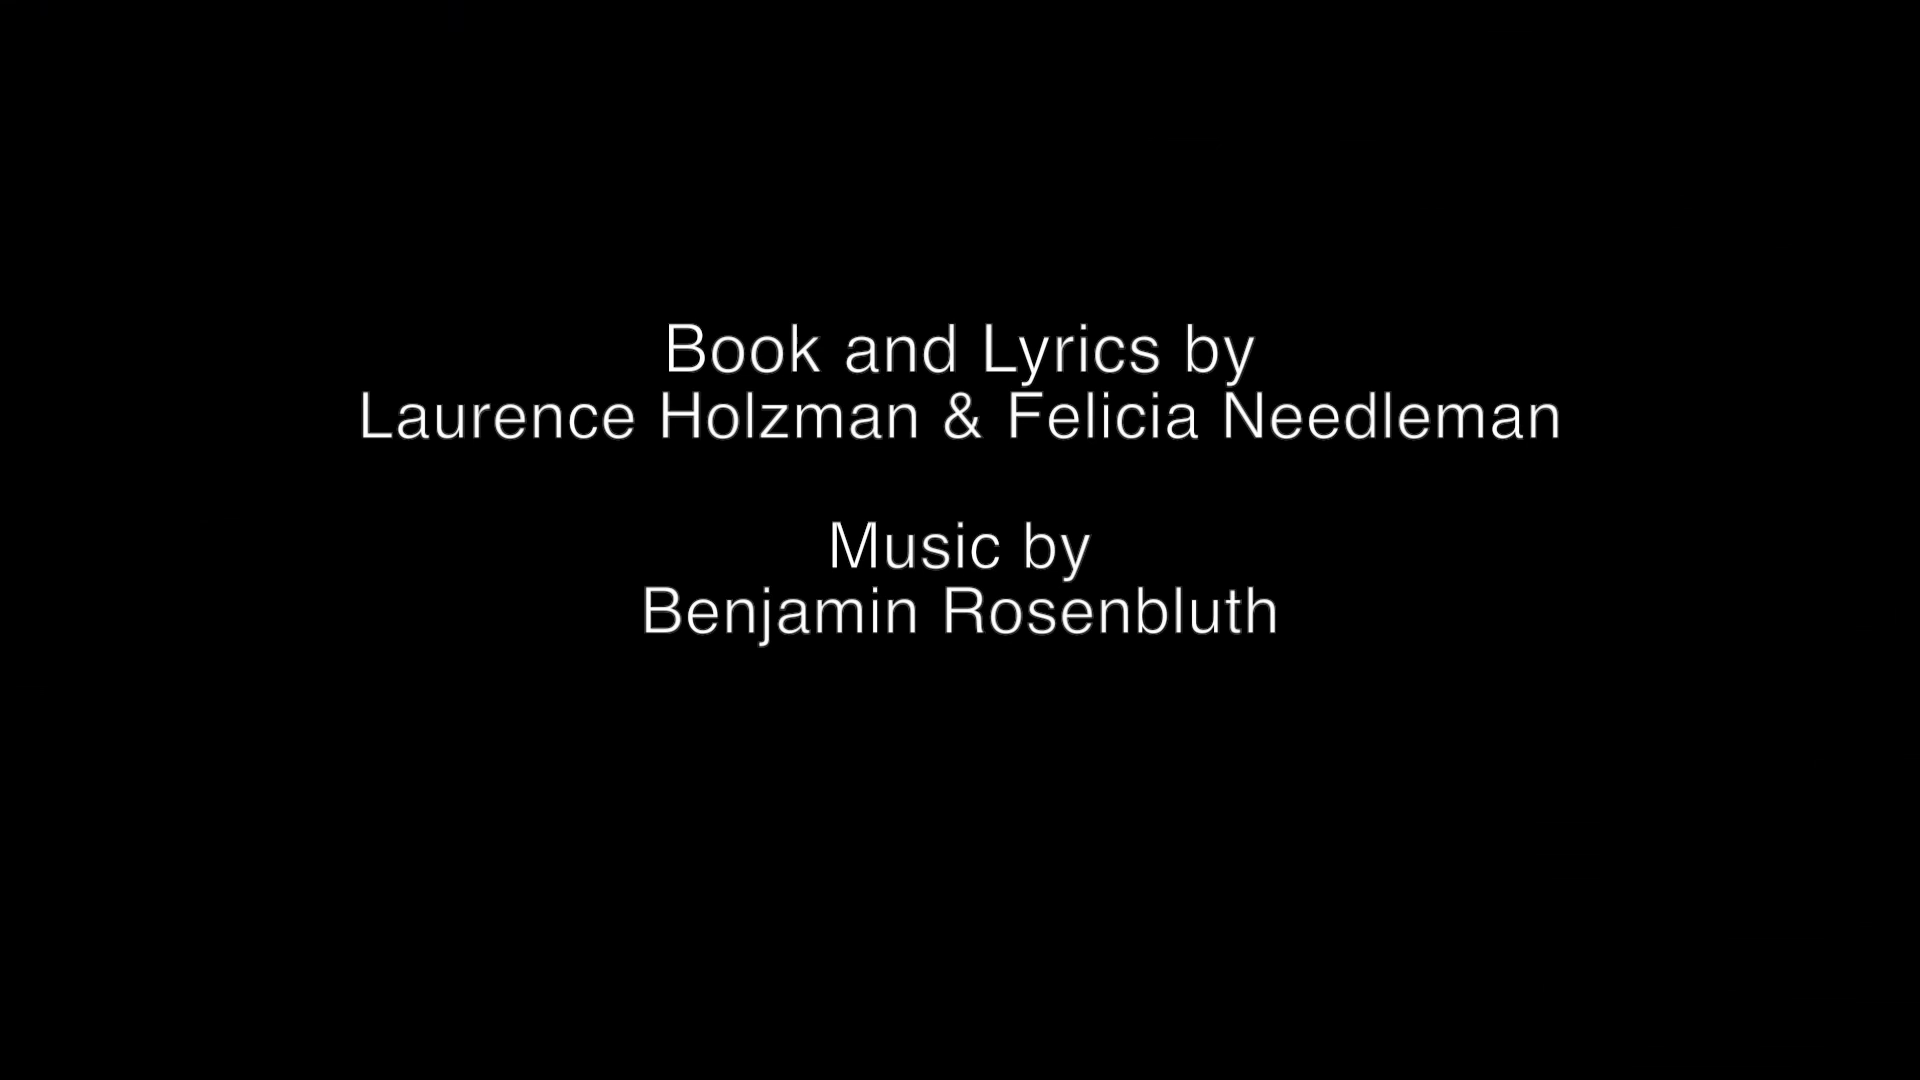 Book and Lyrics by
Laurence Holzman & Felicia Needleman
Music by
Benjamin Rosenbluth